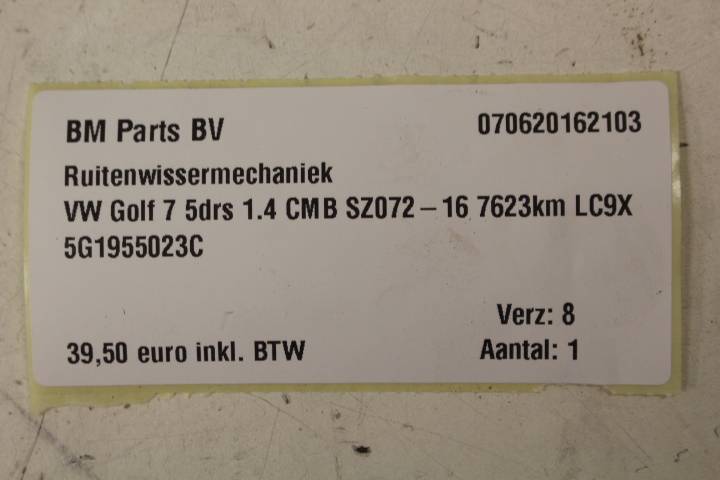 BM Parts BV 070620162103
Ruitenwissermechaniek
VW Golf 7 5drs 1.4 CMB SZ072 – 16 7623km LC9X
5G1955023C
Verz: 8
39,50 euro inkl. BTW Aantal: 1